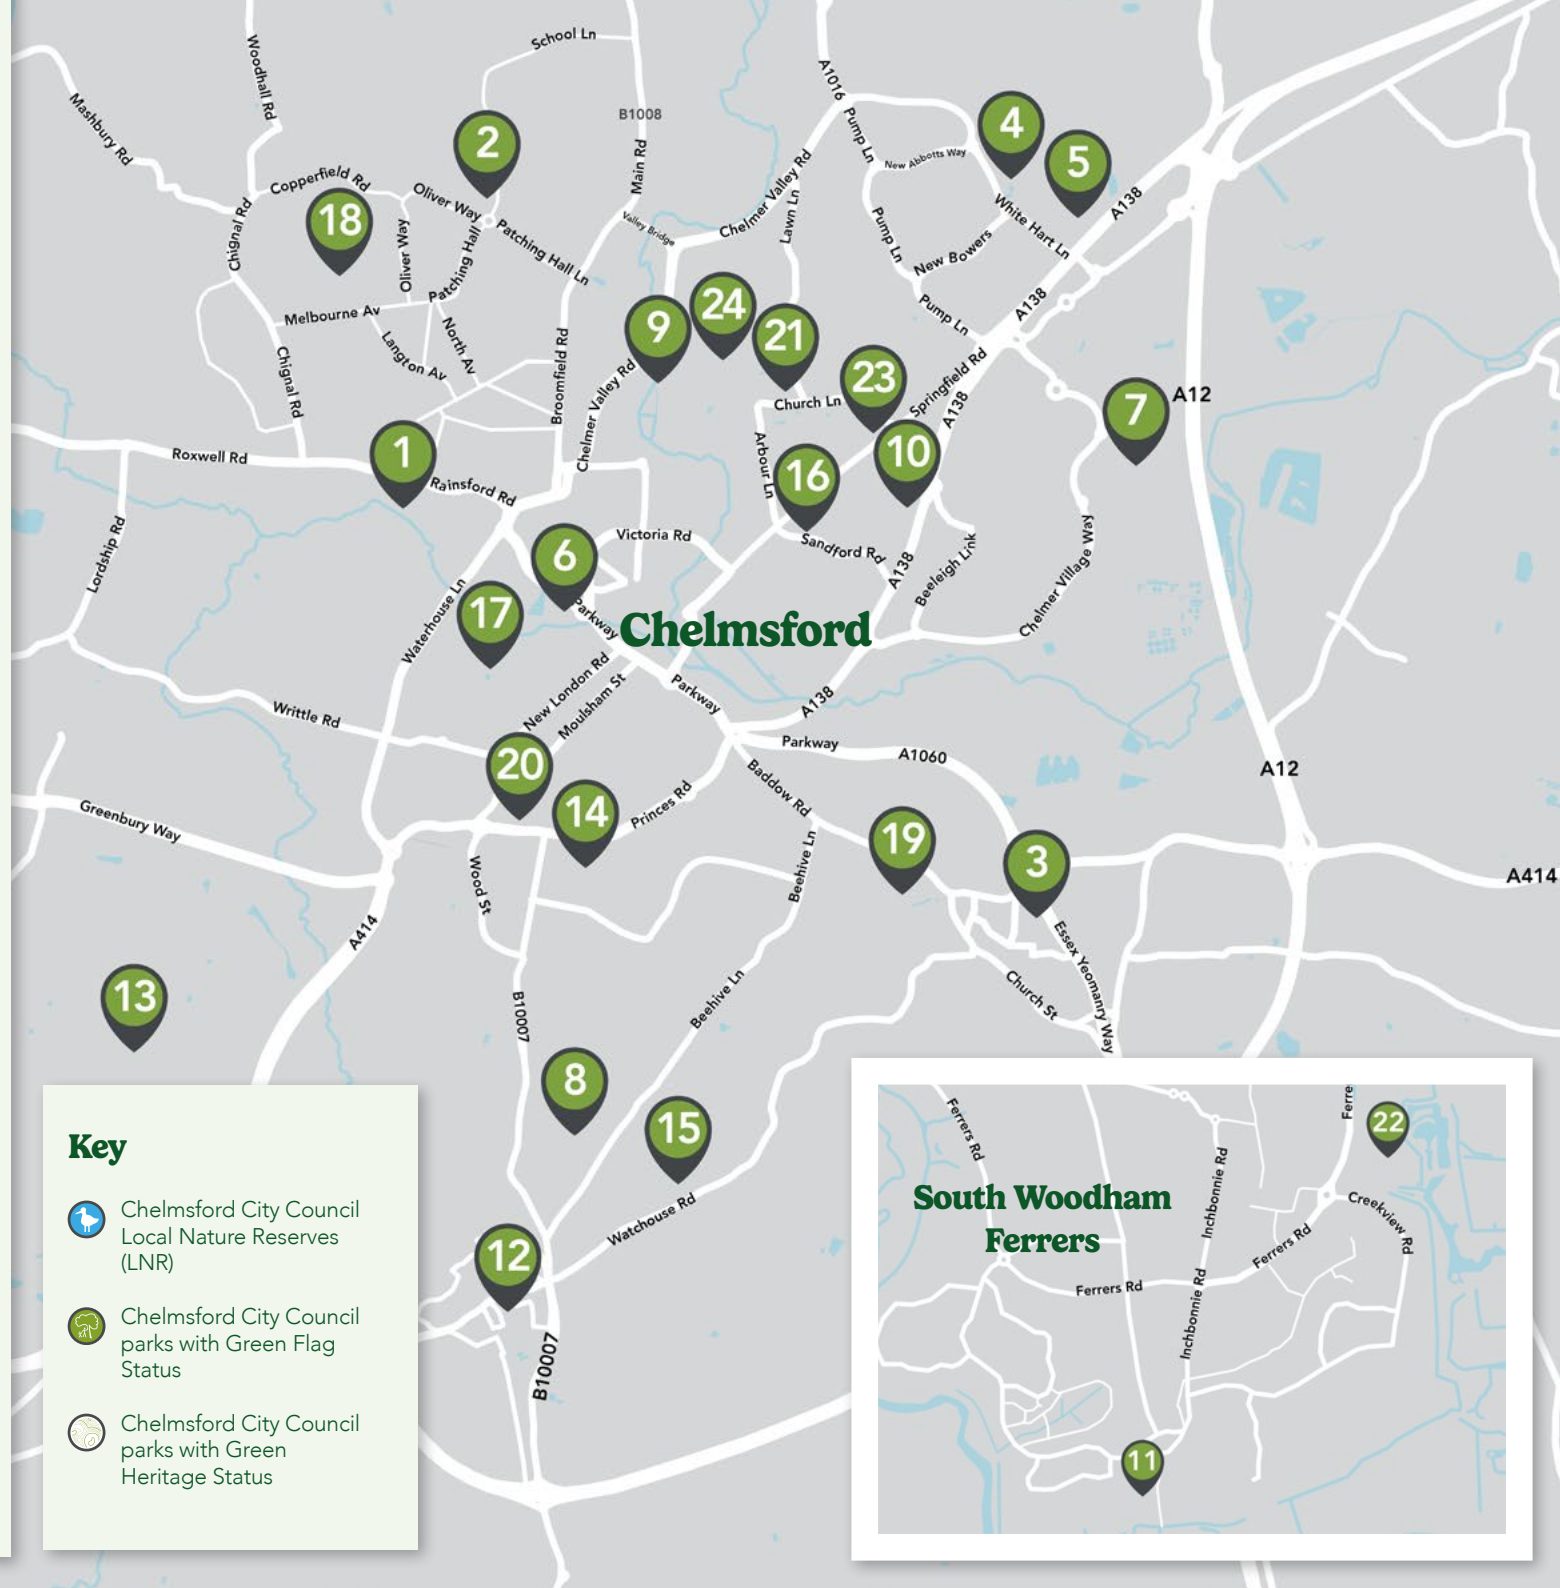 School Ln
Woodhall Rd
A1016
Mashbury Rd
B1008
4
2
5
Pump Ln
New Abbotts Way
Main Rd
Copperfield Rd
Oliver Way
Chelmer Valley Rd
Lawn Ln
A138
18
Chignal Rd
Oliver Way
Patching Hall
Patching Hall Ln
Valley Bridge
Pump Ln
White Hart Ln
New Bowers
Melbourne Av
24
9
21
Pump Ln
A138
Langton Av
North Av
Chignal Rd
Broomfield Rd
Chelmer Valley Rd
23
Springfield Rd
Church Ln
A138
7
A12
Roxwell Rd
1
Rainsford Rd
Arbour Ln
16
10
Lordship Rd
Victoria Rd
Sandford Rd
A138
Beeleigh Link
Chelmer Village Way
6
17
Waterhouse Ln
Parkway
Chelmsford
New London Rd
Moulsham St
Parkway
A138
Writtle Rd
Parkway
A1060
A12
20
Baddow Rd
14
Princes Rd
Greenbury Way
19
3
Wood St
Beehive Ln
A414
A414
13
B10007
Beehive Ln
Church St
Essex Yeomanry Way
8
15
Watchouse Rd
12
B10007
Key
Chelmsford City Council
Local Nature Reserves
(LNR)
Chelmsford City Council
parks with Green Flag
Status
Chelmsford City Council
parks with Green
Heritage Status
Ferrers Rd
Ferre
22
South Woodham
Ferrers
Inchbonnie Rd
Creekview Rd
Ferrers Rd
Ferrers Rd
Inchbonnie Rd
11